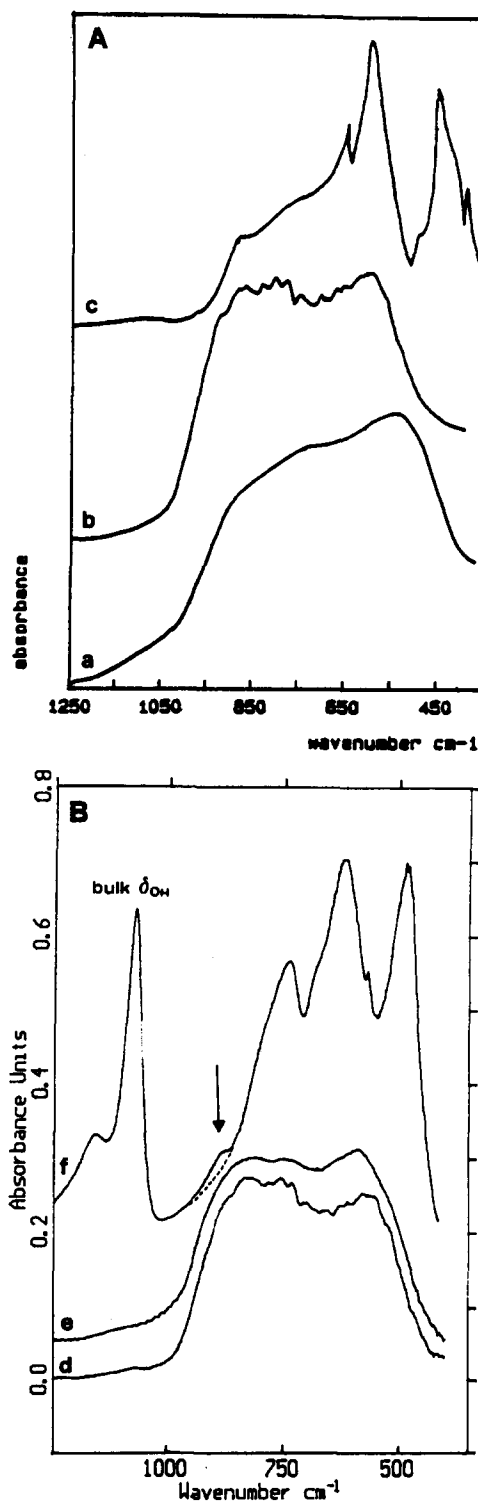 A
c
b
a
absorbance
1250 1050 850 650 450
wavenumber cm-1
B
0.8
bulk δOH
0.6
0.4
f
0.2
e
d
0.0
Absorbance Units
1000 750 500
Wavenumber cm-1